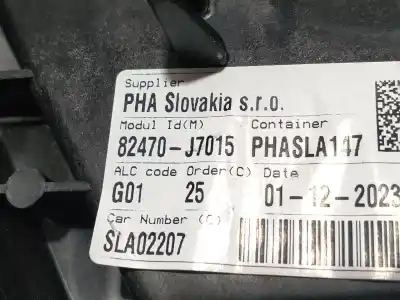 Supplier
PHA Slovakia s.r.o.
Modul Id(M) Container
82470-J7015 PHASLA147
ALC code Order(C) Date
G01 25 01-12-2023
Car Number (C)
SLA02207